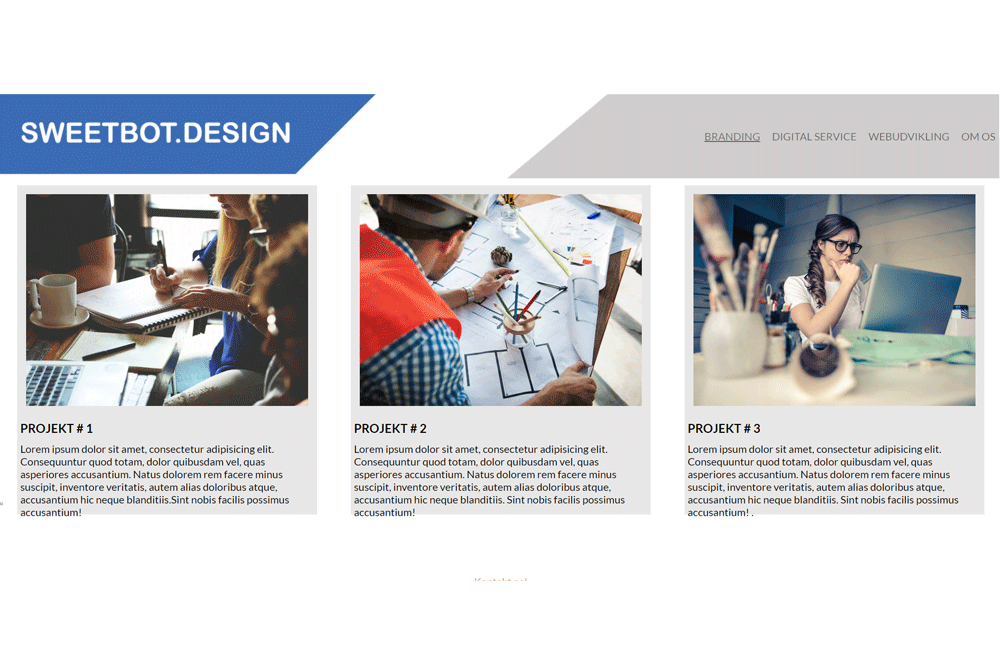 SWEETBOT.DESIGN
BRANDING DIGITAL SERVICE WEBUDVIKLING OM OS
PROJEKT # 1
Lorem ipsum dolor sit amet, consectetur adipisicing elit.
Consequuntur quod totam, dolor quibusdam vel, quas
asperiores accusantium. Natus dolorem rem facere minus
suscipit, inventore veritatis, autem alias doloribus atque,
accusantium hic neque blanditiis.Sint nobis facilis possimus
accusantium!
PROJEKT # 2
Lorem ipsum dolor sit amet, consectetur adipisicing elit.
Consequuntur quod totam, dolor quibusdam vel, quas
asperiores accusantium. Natus dolorem rem facere minus
suscipit, inventore veritatis, autem alias doloribus atque,
accusantium hic neque blanditiis. Sint nobis facilis possimus
accusantium!
PROJEKT # 3
Lorem ipsum dolor sit amet, consectetur adipisicing elit.
Consequuntur quod totam, dolor quibusdam vel, quas
asperiores accusantium. Natus dolorem rem facere minus
suscipit, inventore veritatis, autem alias doloribus atque,
accusantium hic neque blanditiis. Sint nobis facilis possimus
accusantium! .